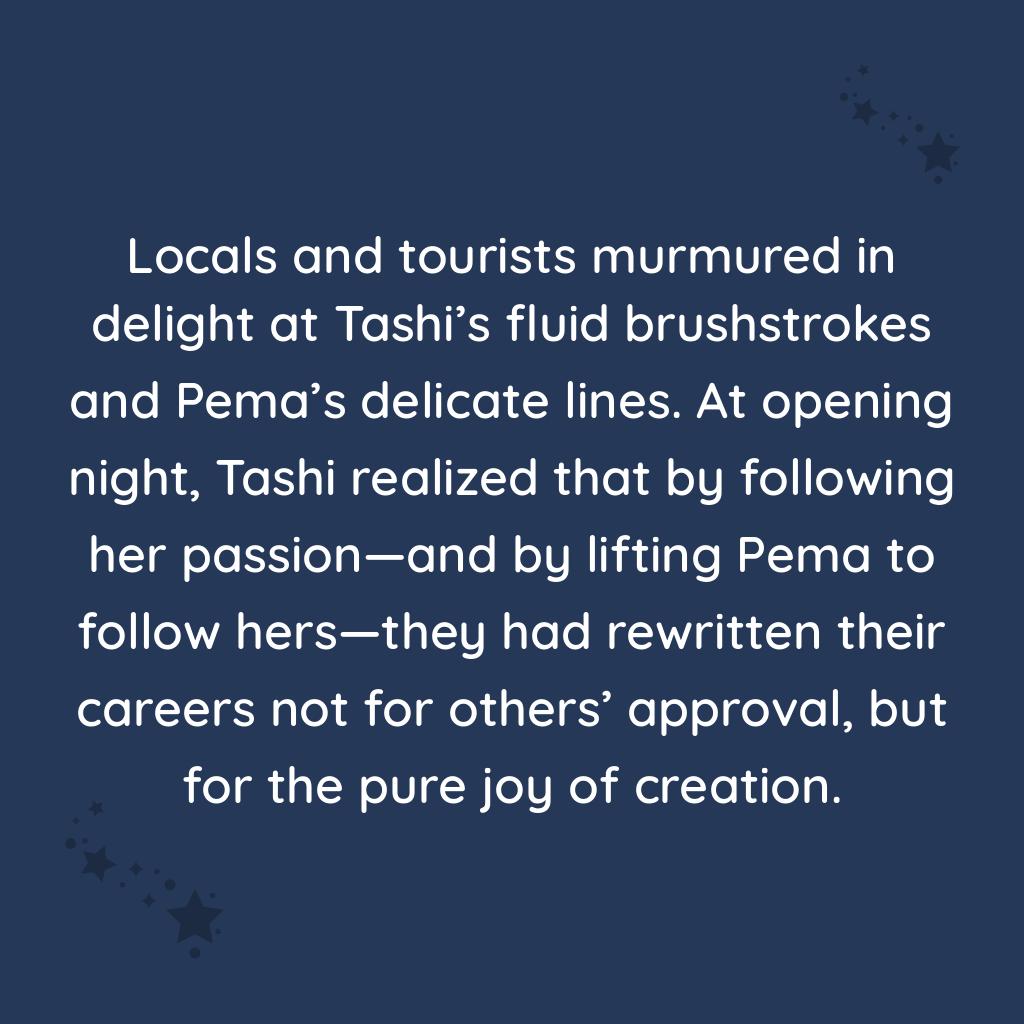 Locals and tourists murmured in
delight at Tashi’s fluid brushstrokes
and Pema’s delicate lines. At opening
night, Tashi realized that by following
her passion—and by lifting Pema to
follow hers—they had rewritten their
careers not for others’ approval, but
for the pure joy of creation.